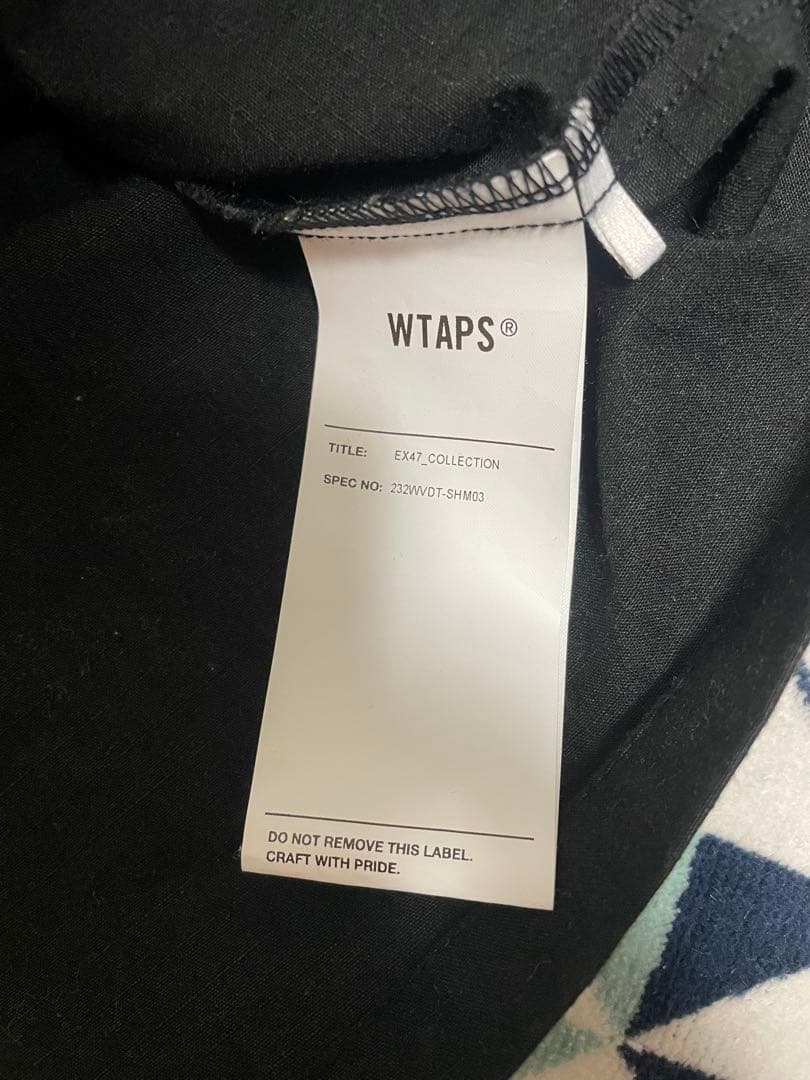 WTAPS®
TITLE: EX47_COLLECTION
SPEC NO: 232WVDT-SHM03
DO NOT REMOVE THIS LABEL.
CRAFT WITH PRIDE.